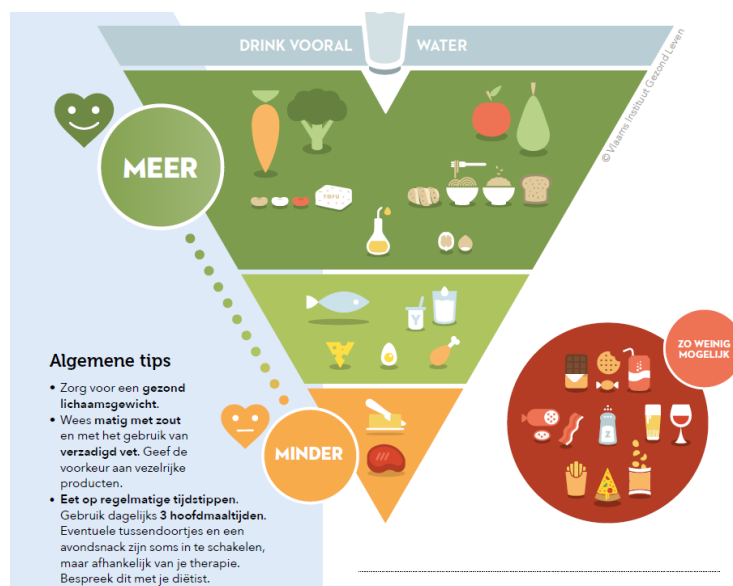 DRINK VOORAL WATER
© Vlaams Instituut Gezond Leven
MEER
TOFU
Y
ZO WEINIG
MOGELIJK
Z
MINDER
Algemene tips
• Zorg voor een gezond
lichaamsgewicht.
• Wees matig met zout
en met het gebruik van
verzadigd vet. Geef de
voorkeur aan vezelrijke
producten.
• Eet op regelmatige tijdstippen.
Gebruik dagelijks 3 hoofdmaaltijden.
Eventuele tussendoortjes en een
avondsnack zijn soms in te schakelen,
maar afhankelijk van je therapie.
Bespreek dit met je diëtist.